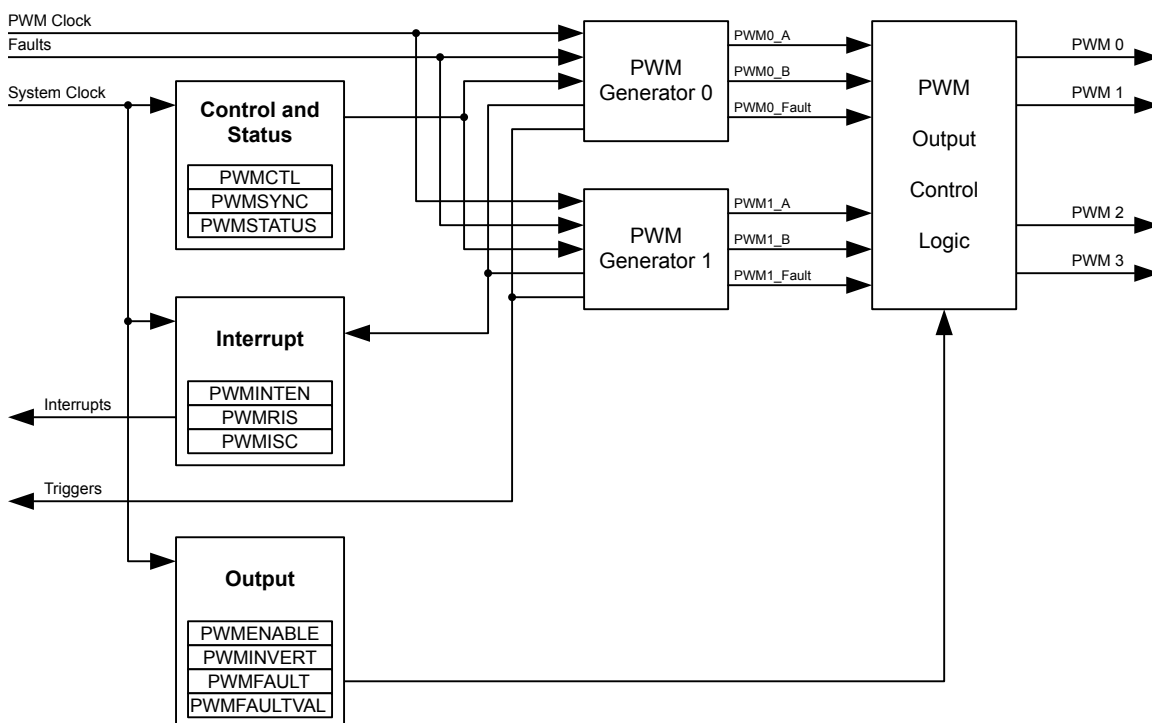 PWM Clock
Faults
System Clock
Control and
Status
PWMCTL
PWMSYNC
PWMSTATUS
Interrupt
PWMINTEN
PWMRIS
PWMISC
Interrupts
Triggers
Output
PWMENABLE
PWMINVERT
PWMFAULT
PWMFAULTVAL
PWM
Generator 0
PWM0_A
PWM0_B
PWM0_Fault
PWM
Generator 1
PWM1_A
PWM1_B
PWM1_Fault
PWM
Output
Control
Logic
PWM 0
PWM 1
PWM 2
PWM 3